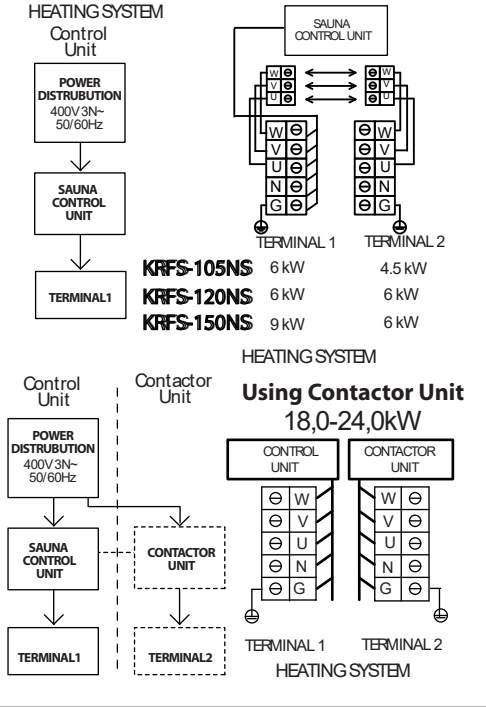 HEATING SYSTEM
Control
Unit
POWER
DISTRUBUTION
400V 3N~
50/60Hz
SAUNA
CONTROL
UNIT
TERMINAL1
SAUNA
CONTROL UNIT
W
V
U
W
V
U
W
V
U
N
G
W
V
U
N
G
TERMINAL 1
TERMINAL 2
KRFS-105NS 6 kW 4.5 kW
KRFS-120NS 6 kW 6 kW
KRFS-150NS 9 kW 6 kW
HEATING SYSTEM
Control
Unit
Contactor
Unit
POWER
DISTRUBUTION
400V 3N~
50/60Hz
SAUNA
CONTROL
UNIT
CONTACTOR
UNIT
TERMINAL1
TERMINAL2
Using Contactor Unit
18,0-24,0kW
CONTROL
UNIT
CONTACTOR
UNIT
W
V
U
N
G
W
V
U
N
G
TERMINAL 1
TERMINAL 2
HEATING SYSTEM